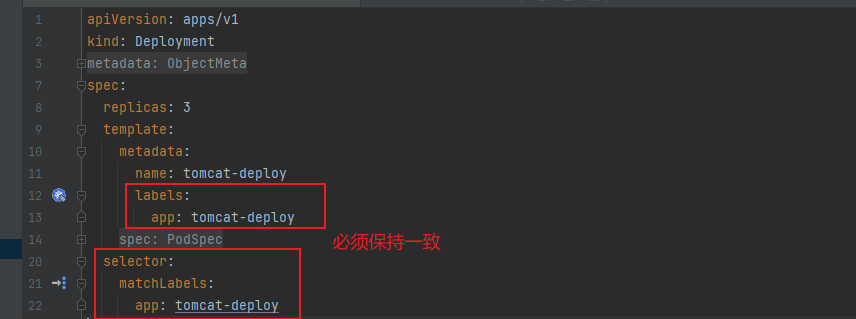 1 apiVersion: apps/v1
2 kind: Deployment
3 metadata: ObjectMeta
7 spec:
8 replicas: 3
9 template:
10 metadata:
11 name: tomcat-deploy
12 labels:
13 app: tomcat-deploy
14 spec: PodSpec
必须保持一致
20 selector:
21 matchLabels:
22 app: tomcat-deploy